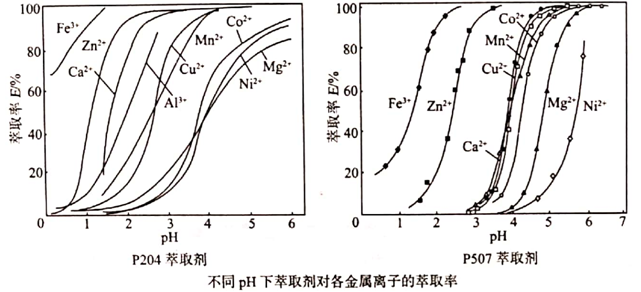 100
80
60
40
20
0
萃取率 E/%
Fe³⁺
Zn²⁺
Ca²⁺
Al³⁺
Cu²⁺
Mn²⁺
Co²⁺
Ni²⁺
Mg²⁺
1 2 3 4 5 6
pH
P204 萃取剂
100
80
60
40
20
0
萃取率 E/%
Fe³⁺
Zn²⁺
Ca²⁺
Cu²⁺
Mn²⁺
Co²⁺
Mg²⁺
Ni²⁺
1 2 3 4 5 6 7
pH
P507 萃取剂
不同 pH 下萃取剂对各金属离子的萃取率